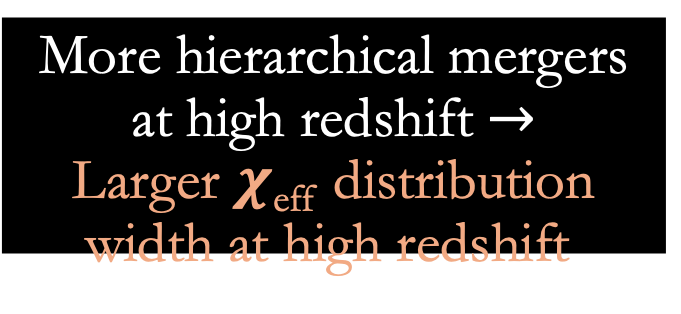 More hierarchical mergers
at high redshift →
Larger χeff distribution
width at high redshift